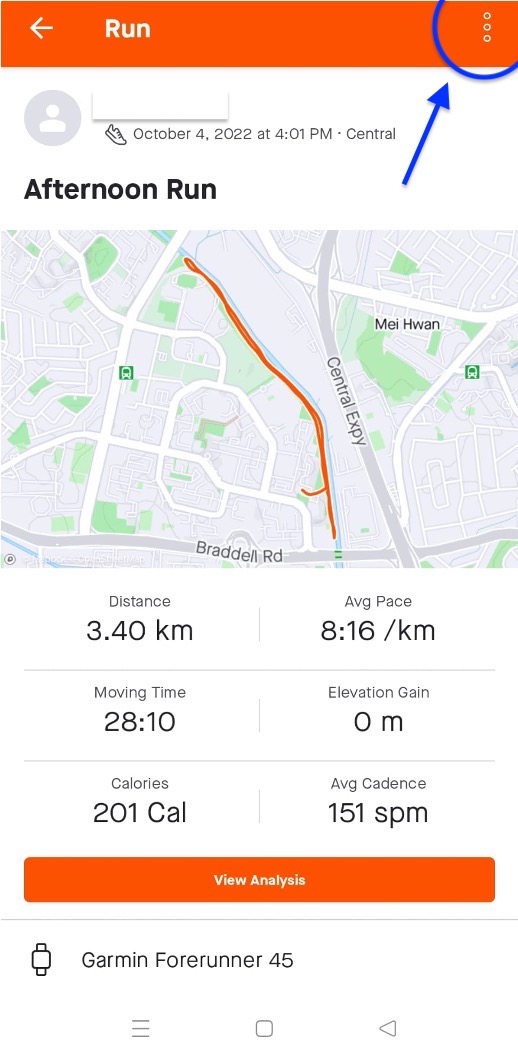 Run
October 4, 2022 at 4:01 PM · Central
Afternoon Run
Mei Hwan
Central Expy
Braddell Rd
Distance
Avg Pace
3.40 km
8:16 /km
Moving Time
Elevation Gain
28:10
0 m
Calories
Avg Cadence
201 Cal
151 spm
View Analysis
Garmin Forerunner 45